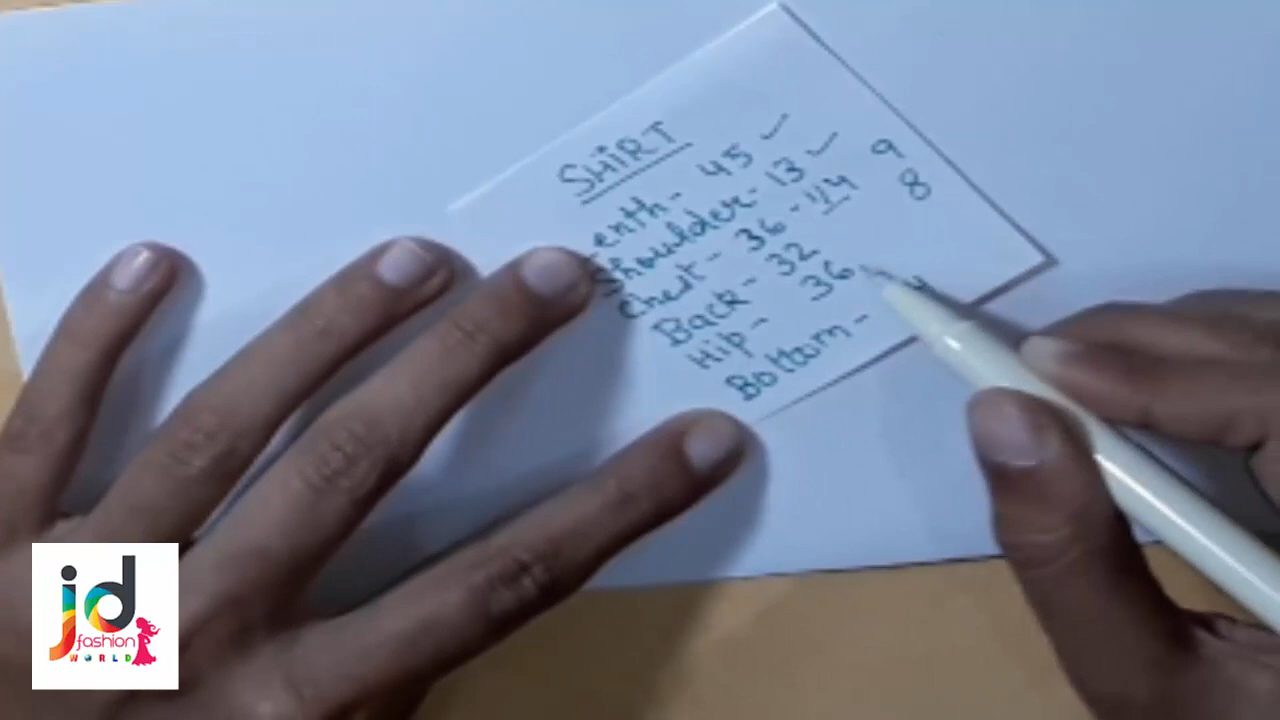 SHIRT
enth - 45 ✓
Shoulder - 13 ✓
Chest - 36 - 1/4 9
Back - 32 8
Hip - 36
Bottom -
jd
fashion
WORLD